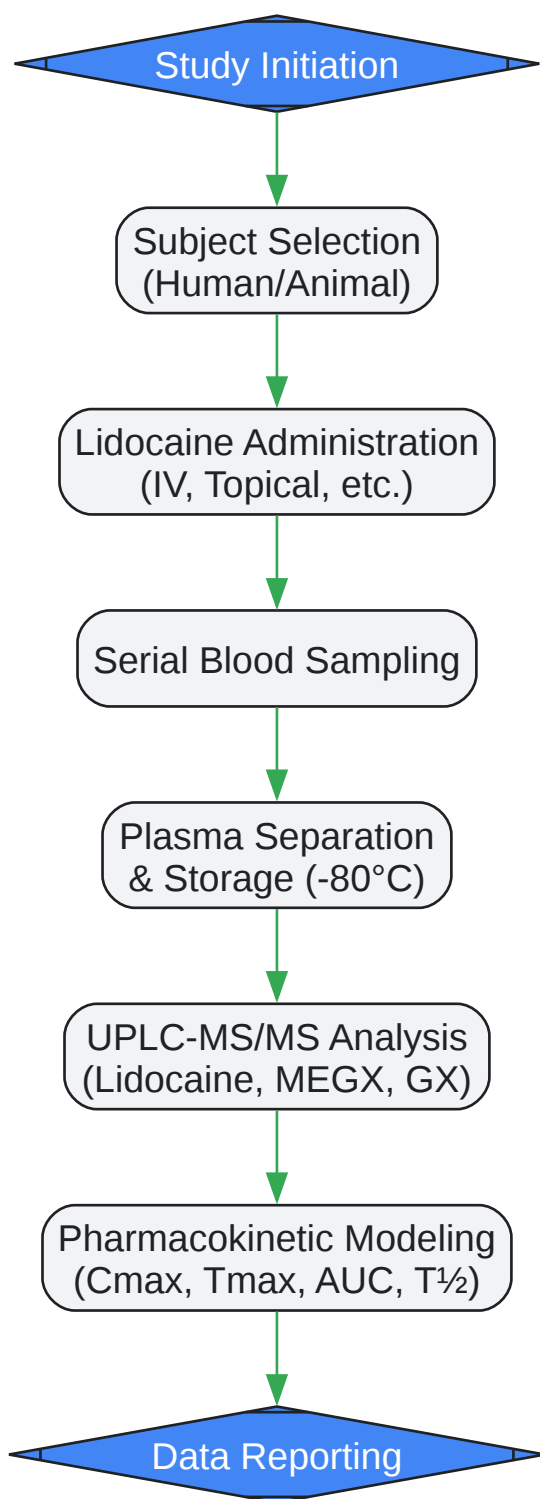 Study Initiation
Subject Selection
(Human/Animal)
Lidocaine Administration
(IV, Topical, etc.)
Serial Blood Sampling
Plasma Separation
& Storage (-80°C)
UPLC-MS/MS Analysis
(Lidocaine, MEGX, GX)
Pharmacokinetic Modeling
(Cmax, Tmax, AUC, T½)
Data Reporting